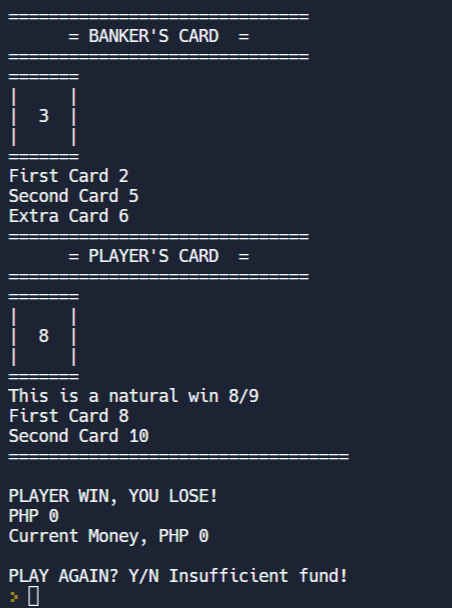 ==============================
= BANKER'S CARD  =
==============================
=======
|     |
|  3  |
|     |
=======
First Card 2
Second Card 5
Extra Card 6
==============================
= PLAYER'S CARD  =
==============================
=======
|     |
|  8  |
|     |
=======
This is a natural win 8/9
First Card 8
Second Card 10
==================================
PLAYER WIN, YOU LOSE!
PHP 0
Current Money, PHP 0
PLAY AGAIN? Y/N Insufficient fund!
>